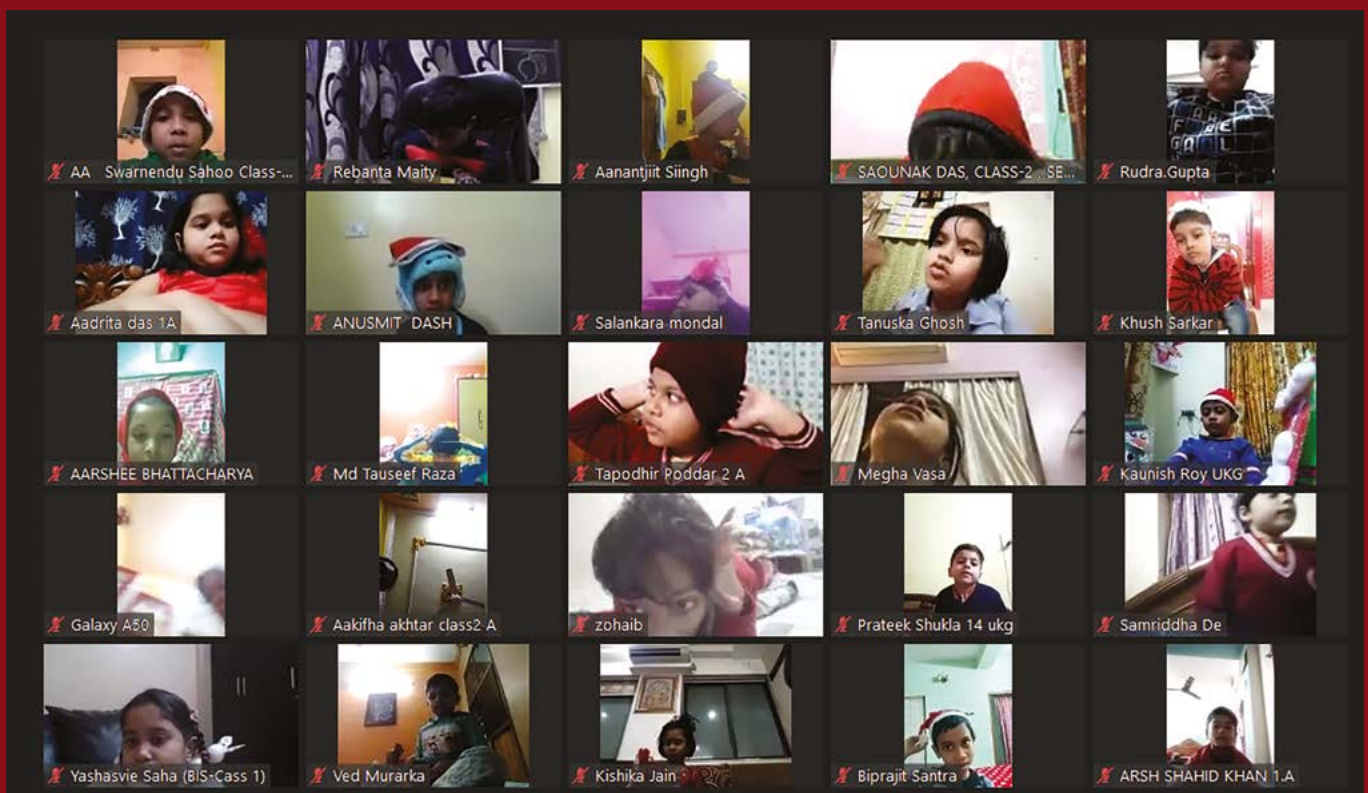 AA Swarnendu Sahoo Class-...
Rebanta Maity
Aanantjiit Siingh
SAOUNAK DAS, CLASS-2 , SE...
Rudra.Gupta
Aadrita das 1A
ANUSMIT DASH
Salankara mondal
Tanuska Ghosh
Khush Sarkar
AARSHEE BHATTACHARYA
Md Tauseef Raza
Tapodhir Poddar 2 A
Megha Vasa
Kaunish Roy UKG
Galaxy A50
Aakifha akhtar class2 A
zohaib
Prateek Shukla 14 ukg
Samriddha De
Yashasvie Saha (BIS-Cass 1)
Ved Murarka
Kishika Jain
Biprajit Santra
ARSH SHAHID KHAN 1.A